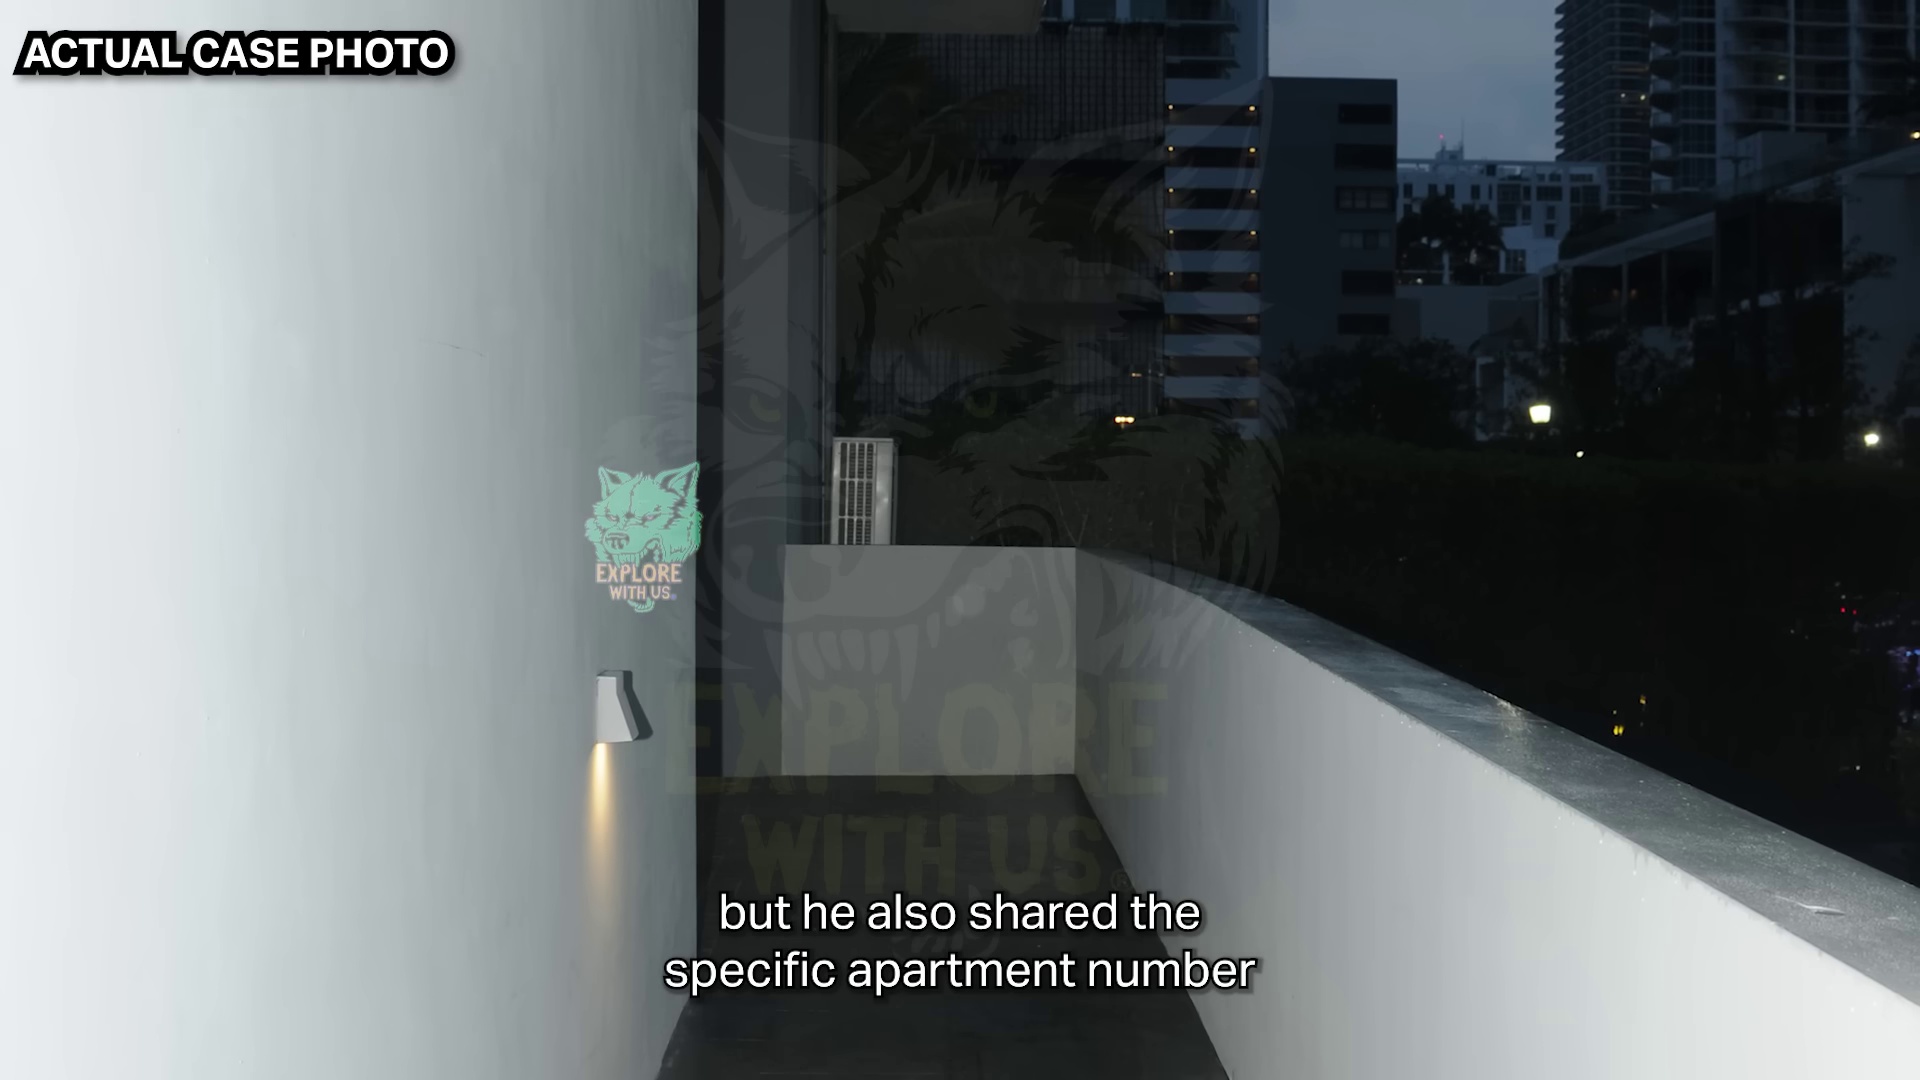 ACTUAL CASE PHOTO
EXPLORE
WITH US
EXPLORE
WITH US
but he also shared the
specific apartment number